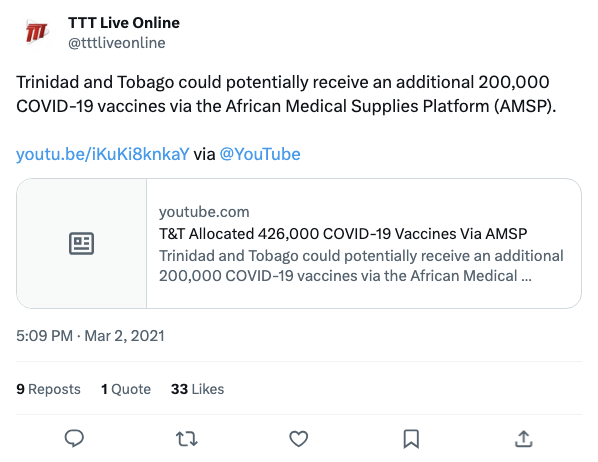 TTT Live Online
@tttliveonline
Trinidad and Tobago could potentially receive an additional 200,000
COVID-19 vaccines via the African Medical Supplies Platform (AMSP).
youtu.be/iKuKi8knkaY via @YouTube
youtube.com
T&T Allocated 426,000 COVID-19 Vaccines Via AMSP
Trinidad and Tobago could potentially receive an additional
200,000 COVID-19 vaccines via the African Medical ...
5:09 PM · Mar 2, 2021
9 Reposts 1 Quote 33 Likes